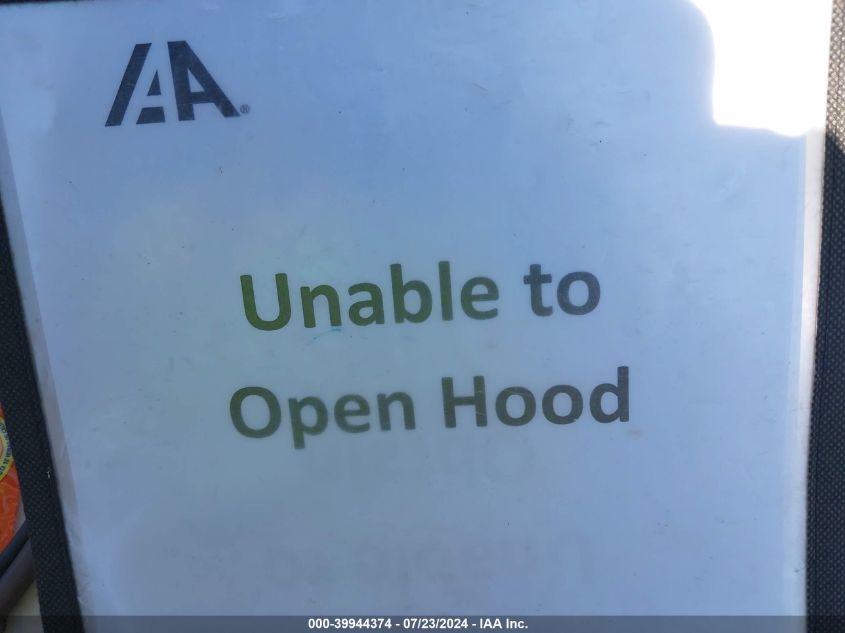 IAA®
Unable to
Open Hood
000-39944374 - 07/23/2024 - IAA Inc.